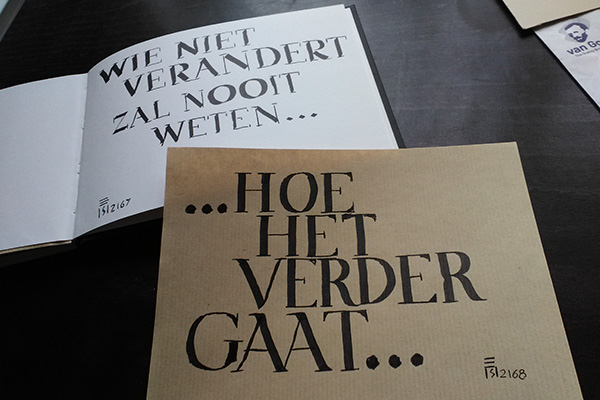 WIE NIET
VERANDERT
ZAL NOOIT
WETEN...
2167
...HOE
HET
VERDER
GAAT...
2168
van Go